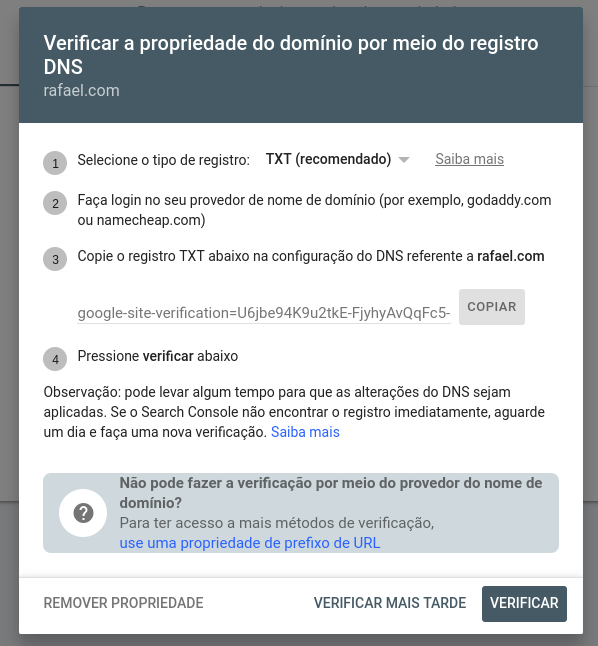 Verificar a propriedade do domínio por meio do registro
DNS
rafael.com
1 Selecione o tipo de registro: TXT (recomendado) Saiba mais
2 Faça login no seu provedor de nome de domínio (por exemplo, godaddy.com
ou namecheap.com)
3 Copie o registro TXT abaixo na configuração do DNS referente a rafael.com
google-site-verification=U6jbe94K9u2tkE-FjyhyAvQqFc5-
COPIAR
4 Pressione verificar abaixo
Observação: pode levar algum tempo para que as alterações do DNS sejam
aplicadas. Se o Search Console não encontrar o registro imediatamente, aguarde
um dia e faça uma nova verificação. Saiba mais
?
Não pode fazer a verificação por meio do provedor do nome de
domínio?
Para ter acesso a mais métodos de verificação,
use uma propriedade de prefixo de URL
REMOVER PROPRIEDADE VERIFICAR MAIS TARDE VERIFICAR